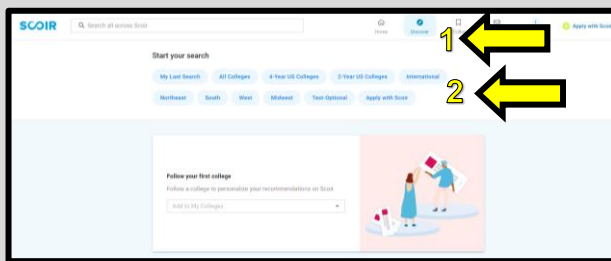 SCOIR
Search all across Scoir
Home
Discover
Apply with Scoir
1
Start your search
My Last Search
All Colleges
4-Year US Colleges
2-Year US Colleges
International
2
Northeast
South
West
Midwest
Test-Optional
Apply with Scoir
Follow your first college
Follow a college to personalize your recommendations on Scoir
Add to My Colleges